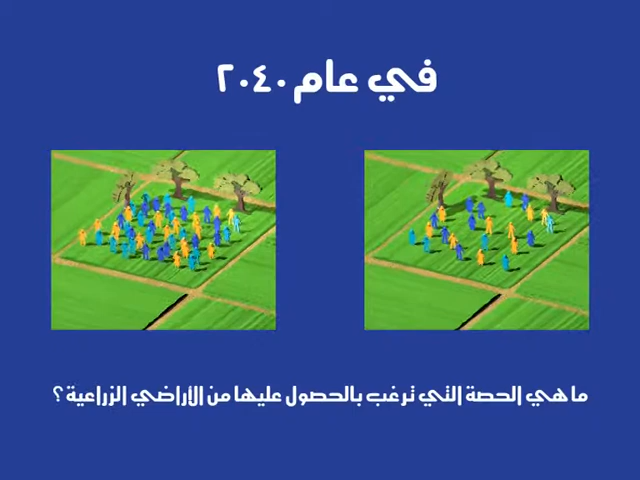 في عام ٢٠٤٠
ما هي الحصة التي ترغب بالحصول عليها من الأراضي الزراعية ؟